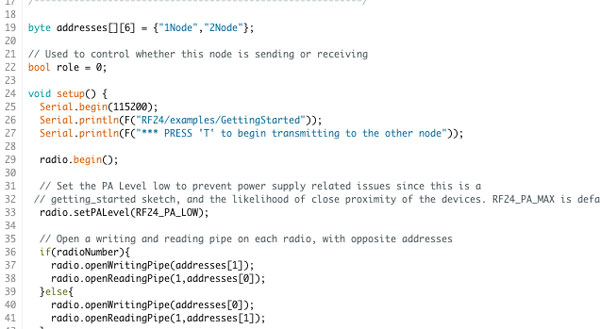 17 /****************************************************/
18
19 byte addresses[][6] = {"1Node","2Node"};
20
21 // Used to control whether this node is sending or receiving
22 bool role = 0;
23
24 void setup() {
25 Serial.begin(115200);
26 Serial.println(F("RF24/examples/GettingStarted"));
27 Serial.println(F("*** PRESS 'T' to begin transmitting to the other node"));
28
29 radio.begin();
30
31 // Set the PA Level low to prevent power supply related issues since this is a
32 // getting_started sketch, and the likelihood of close proximity of the devices. RF24_PA_MAX is defa
33 radio.setPALevel(RF24_PA_LOW);
34
35 // Open a writing and reading pipe on each radio, with opposite addresses
36 if(radioNumber){
37 radio.openWritingPipe(addresses[1]);
38 radio.openReadingPipe(1,addresses[0]);
39 }else{
40 radio.openWritingPipe(addresses[0]);
41 radio.openReadingPipe(1,addresses[1]);